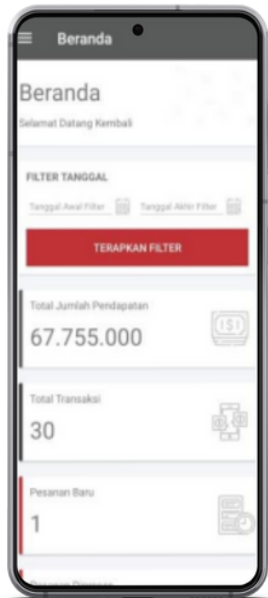 Beranda
Beranda
Selamat Datang Kembali
FILTER TANGGAL
Tanggal Awal Filter Tanggal Akhir Filter
TERAPKAN FILTER
Total Jumlah Pendapatan
67.755.000
Total Transaksi
30
Pesanan Baru
1